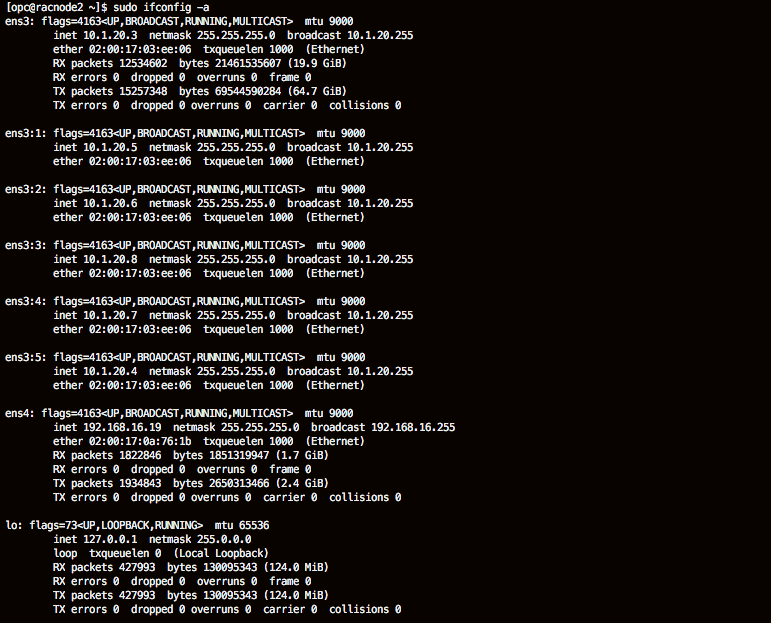 [opc@racnode2 ~]$ sudo ifconfig -a
ens3: flags=4163<UP,BROADCAST,RUNNING,MULTICAST>  mtu 9000
        inet 10.1.20.3  netmask 255.255.255.0  broadcast 10.1.20.255
        ether 02:00:17:03:ee:06  txqueuelen 1000  (Ethernet)
        RX packets 12534602  bytes 21461535607 (19.9 GiB)
        RX errors 0  dropped 0  overruns 0  frame 0
        TX packets 15257348  bytes 69544590284 (64.7 GiB)
        TX errors 0  dropped 0 overruns 0  carrier 0  collisions 0

ens3:1: flags=4163<UP,BROADCAST,RUNNING,MULTICAST>  mtu 9000
        inet 10.1.20.5  netmask 255.255.255.0  broadcast 10.1.20.255
        ether 02:00:17:03:ee:06  txqueuelen 1000  (Ethernet)

ens3:2: flags=4163<UP,BROADCAST,RUNNING,MULTICAST>  mtu 9000
        inet 10.1.20.6  netmask 255.255.255.0  broadcast 10.1.20.255
        ether 02:00:17:03:ee:06  txqueuelen 1000  (Ethernet)

ens3:3: flags=4163<UP,BROADCAST,RUNNING,MULTICAST>  mtu 9000
        inet 10.1.20.8  netmask 255.255.255.0  broadcast 10.1.20.255
        ether 02:00:17:03:ee:06  txqueuelen 1000  (Ethernet)

ens3:4: flags=4163<UP,BROADCAST,RUNNING,MULTICAST>  mtu 9000
        inet 10.1.20.7  netmask 255.255.255.0  broadcast 10.1.20.255
        ether 02:00:17:03:ee:06  txqueuelen 1000  (Ethernet)

ens3:5: flags=4163<UP,BROADCAST,RUNNING,MULTICAST>  mtu 9000
        inet 10.1.20.4  netmask 255.255.255.0  broadcast 10.1.20.255
        ether 02:00:17:03:ee:06  txqueuelen 1000  (Ethernet)

ens4: flags=4163<UP,BROADCAST,RUNNING,MULTICAST>  mtu 9000
        inet 192.168.16.19  netmask 255.255.255.0  broadcast 192.168.16.255
        ether 02:00:17:0a:76:1b  txqueuelen 1000  (Ethernet)
        RX packets 1822846  bytes 1851319947 (1.7 GiB)
        RX errors 0  dropped 0  overruns 0  frame 0
        TX packets 1934843  bytes 2650313466 (2.4 GiB)
        TX errors 0  dropped 0 overruns 0  carrier 0  collisions 0

lo: flags=73<UP,LOOPBACK,RUNNING>  mtu 65536
        inet 127.0.0.1  netmask 255.0.0.0
        loop  txqueuelen 0  (Local Loopback)
        RX packets 427993  bytes 130095343 (124.0 MiB)
        RX errors 0  dropped 0  overruns 0  frame 0
        TX packets 427993  bytes 130095343 (124.0 MiB)
        TX errors 0  dropped 0 overruns 0  carrier 0  collisions 0